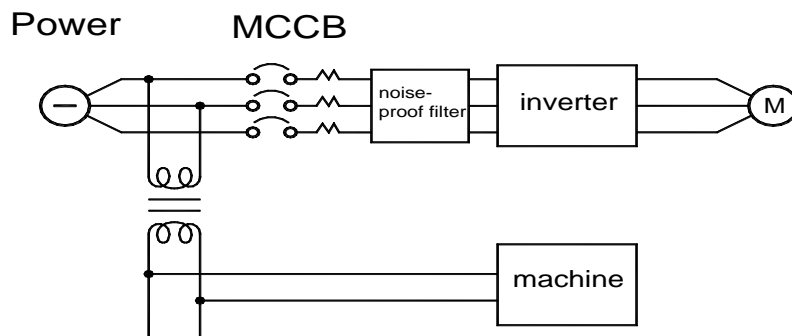 Power
MCCB
noise-
proof filter
inverter
M
machine